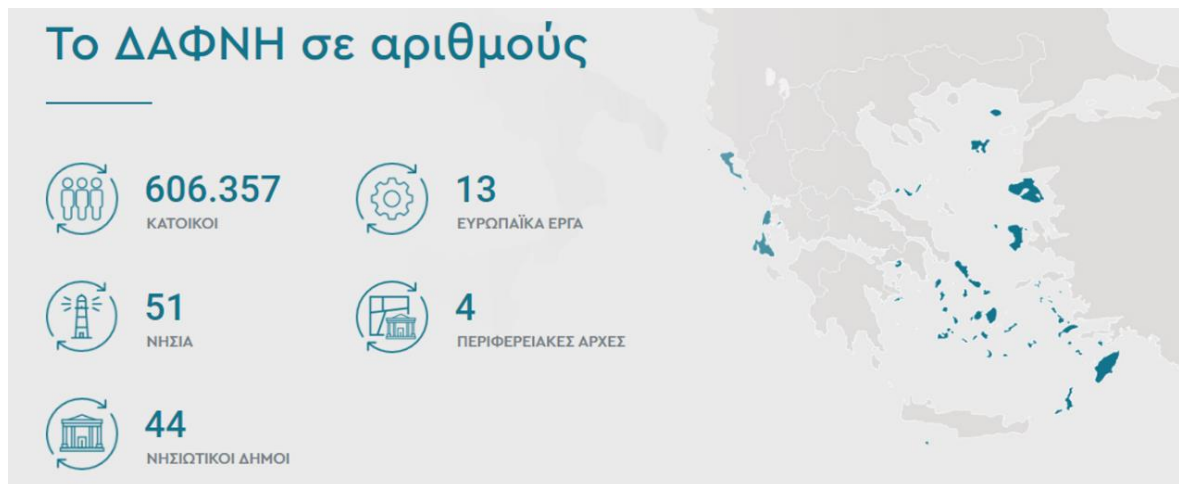 Το ΔΑΦΝΗ σε αριθμούς
606.357
ΚΑΤΟΙΚΟΙ
13
ΕΥΡΩΠΑΪΚΑ ΕΡΓΑ
51
ΝΗΣΙΑ
4
ΠΕΡΙΦΕΡΕΙΑΚΕΣ ΑΡΧΕΣ
44
ΝΗΣΙΩΤΙΚΟΙ ΔΗΜΟΙ